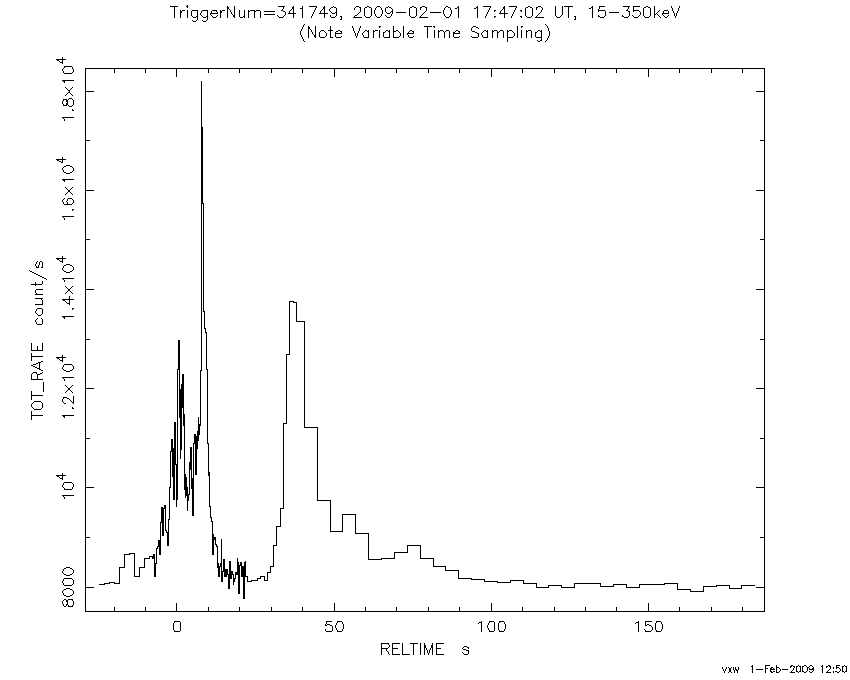 TriggerNum=341749, 2009-02-01 17:47:02 UT, 15-350keV
(Note Variable Time Sampling)
TOT_RATE count/s
1.8×10⁴
1.6×10⁴
1.4×10⁴
1.2×10⁴
10⁴
8000
0 50 100 150
RELTIME s
vxw 1-Feb-2009 12:50